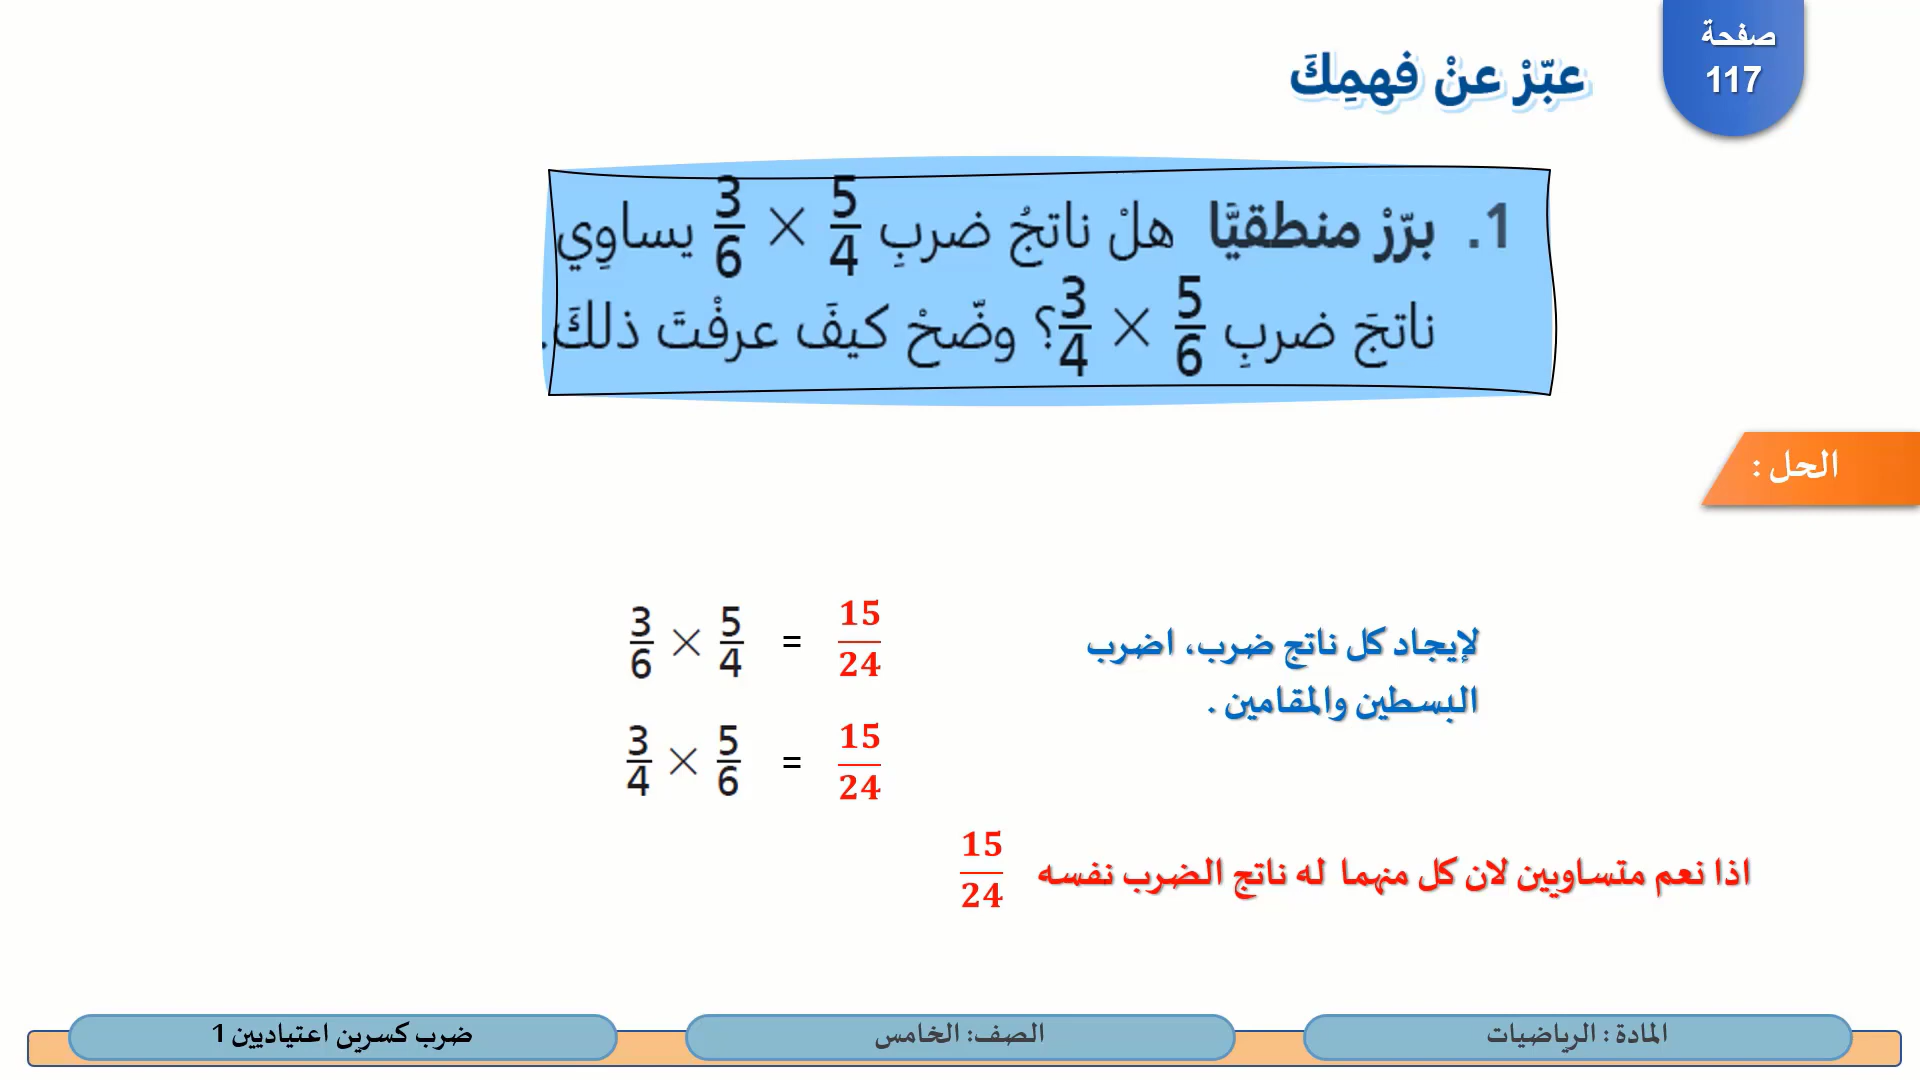 صفحة
117
عبّرْ عنْ فهمِكَ
1. برّرْ منطقيًّا هلْ ناتجُ ضربِ 3/6 × 5/4 يساوِي
ناتجَ ضربِ 3/4 × 5/6؟ وضّحْ كيفَ عرفْتَ ذلكَ.
الحل :
لإيجاد كل ناتج ضرب، اضرب
البسطين والمقامين .
3/6 × 5/4 = 15/24
3/4 × 5/6 = 15/24
اذا نعم متساويين لان كل منهما له ناتج الضرب نفسه 15/24
المادة : الرياضيات
الصف: الخامس
ضرب كسرين اعتياديين 1